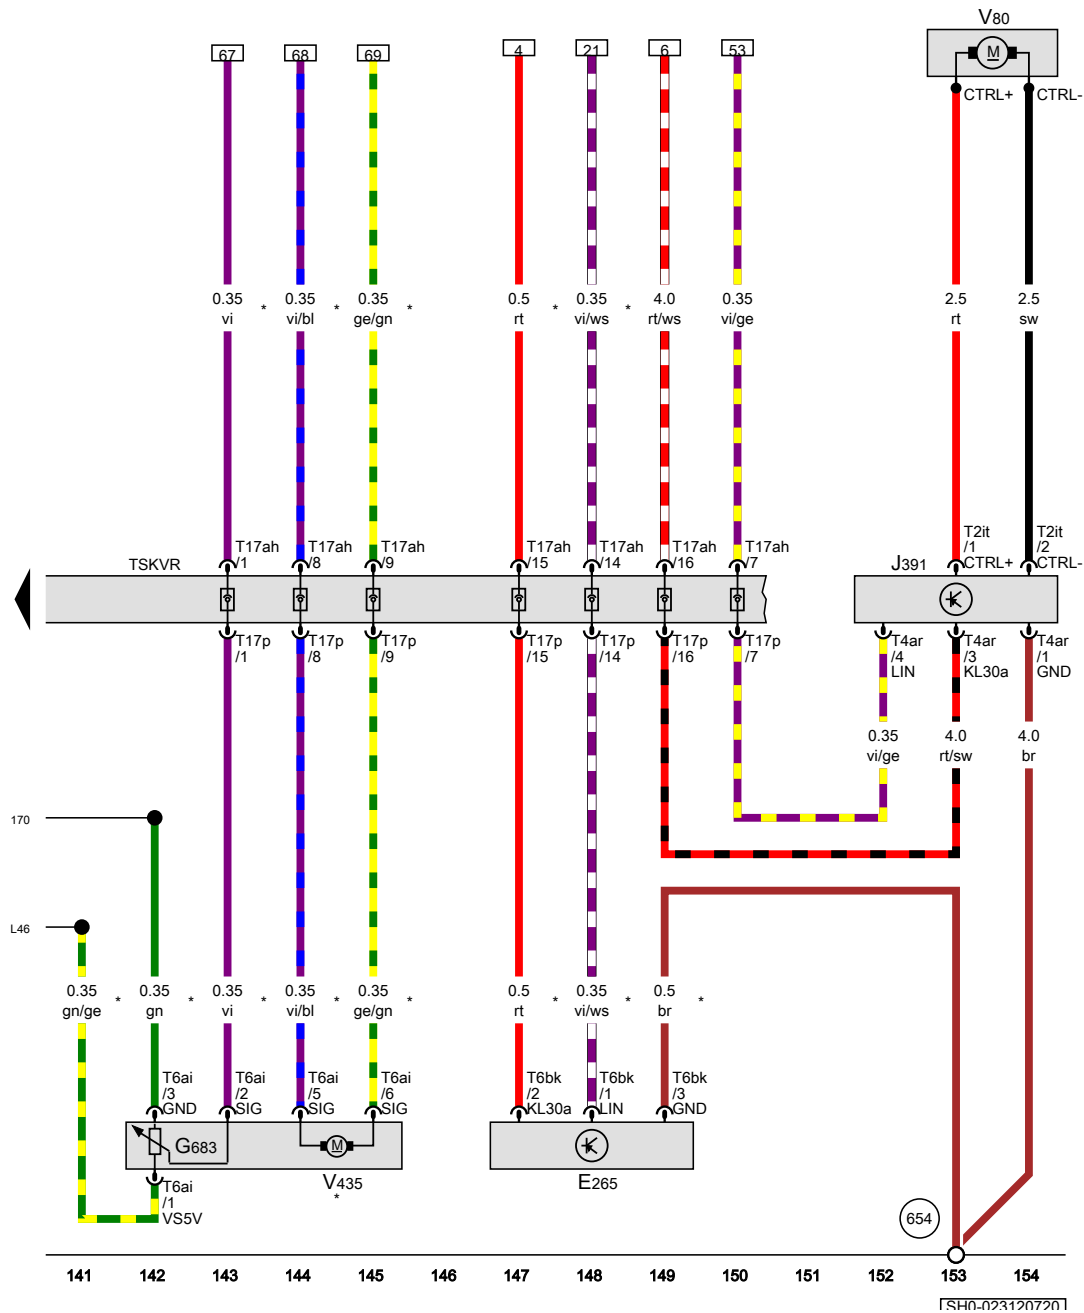 V80
67
68
69
4
21
6
53
M
CTRL+
CTRL-
0.35
vi
*
0.35
vi/bl
*
0.35
ge/gn
*
0.5
rt
*
0.35
vi/ws
*
4.0
rt/ws
0.35
vi/ge
2.5
rt
2.5
sw
TSKVR
T17ah
/1
T17ah
/8
T17ah
/9
T17ah
/15
T17ah
/14
T17ah
/16
T17ah
/7
J391
T2it
/1
CTRL+
T2it
/2
CTRL-
T17p
/1
T17p
/8
T17p
/9
T17p
/15
T17p
/14
T17p
/16
T17p
/7
T4ar
/4
LIN
T4ar
/3
KL30a
T4ar
/1
GND
0.35
vi/ge
4.0
rt/sw
4.0
br
170
L46
0.35
gn/ge
*
0.35
gn
*
0.35
vi
*
0.35
vi/bl
*
0.35
ge/gn
*
0.5
rt
*
0.35
vi/ws
*
0.5
br
*
T6ai
/3
GND
T6ai
/2
SIG
T6ai
/5
SIG
T6ai
/6
SIG
T6bk
/2
KL30a
T6bk
/1
LIN
T6bk
/3
GND
G683
M
V435
*
E265
T6ai
/1
VS5V
654
141 142 143 144 145 146 147 148 149 150 151 152 153 154
SH0-023120720